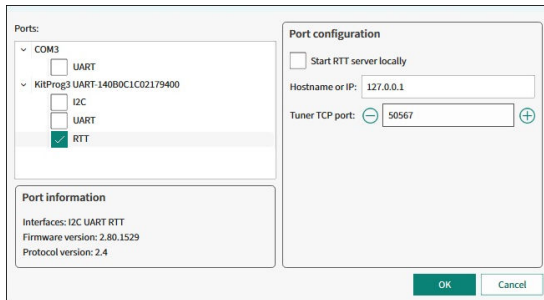 Ports:
COM3
UART
KitProg3 UART-140B0C1C02179400
I2C
UART
RTT
Port information
Interfaces: I2C UART RTT
Firmware version: 2.80.1529
Protocol version: 2.4
Port configuration
Start RTT server locally
Hostname or IP: 127.0.0.1
Tuner TCP port: 50567
OK Cancel